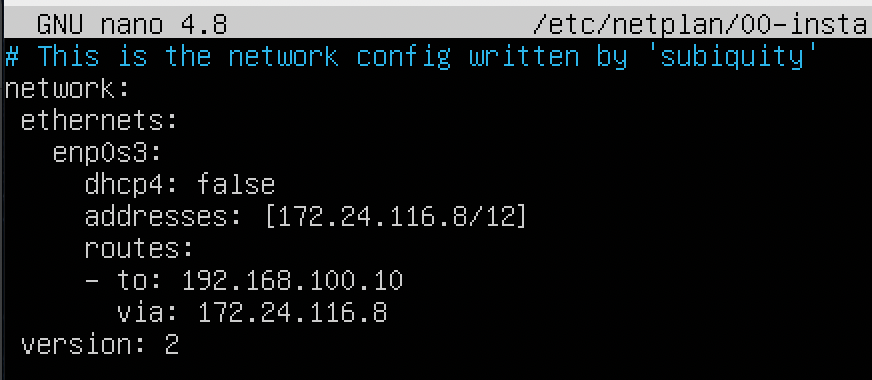 GNU nano 4.8 /etc/netplan/00-insta
# This is the network config written by 'subiquity'
network:
 ethernets:
   enp0s3:
     dhcp4: false
     addresses: [172.24.116.8/12]
     routes:
     - to: 192.168.100.10
       via: 172.24.116.8
 version: 2